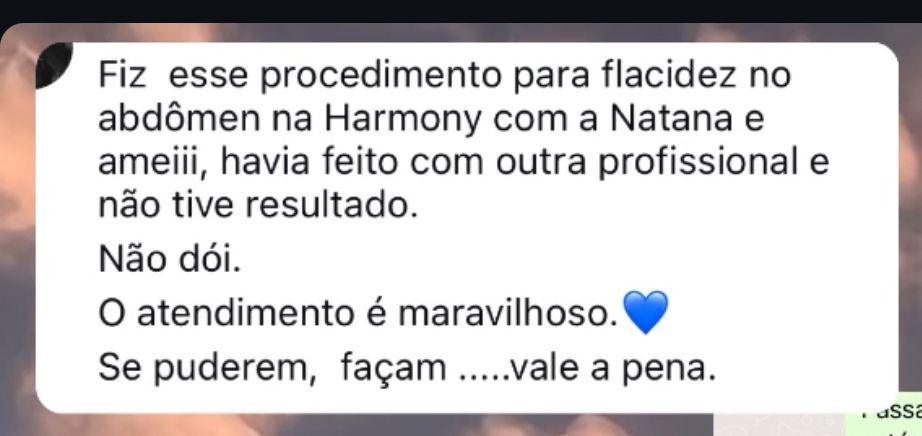 Fiz  esse procedimento para flacidez no
abdômen na Harmony com a Natana e
ameiii, havia feito com outra profissional e
não tive resultado.
Não dói.
O atendimento é maravilhoso.💙
Se puderem,  façam .....vale a pena.